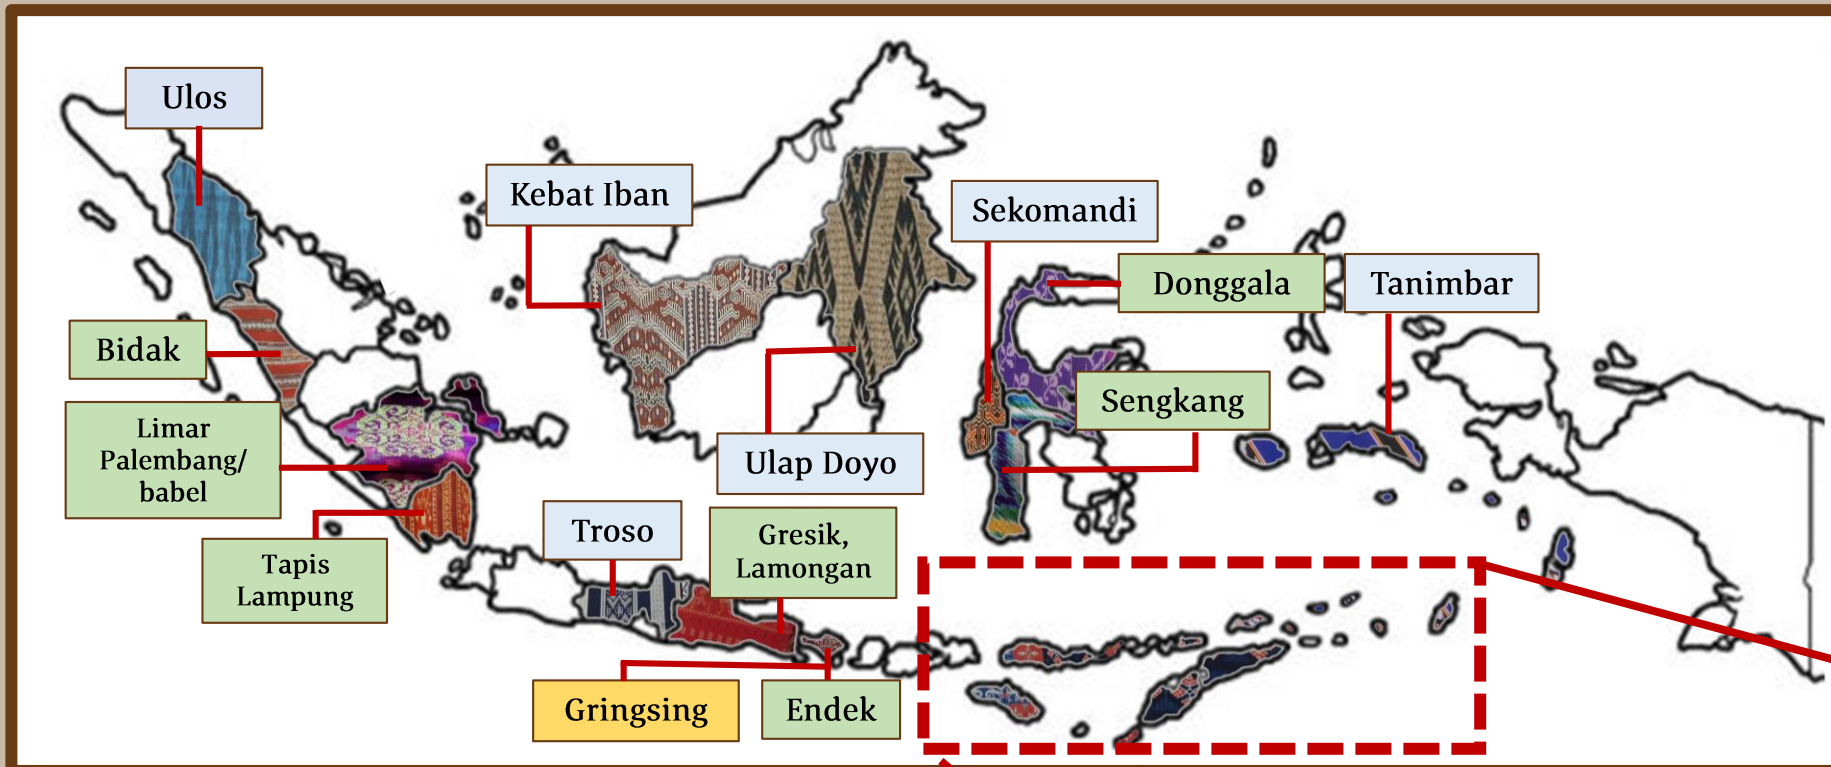 Ulos
Kebat Iban
Sekomandi
Donggala
Tanimbar
Bidak
Sengkang
Limar
Palembang/
babel
Ulap Doyo
Troso
Gresik,
Lamongan
Tapis
Lampung
Gringsing
Endek